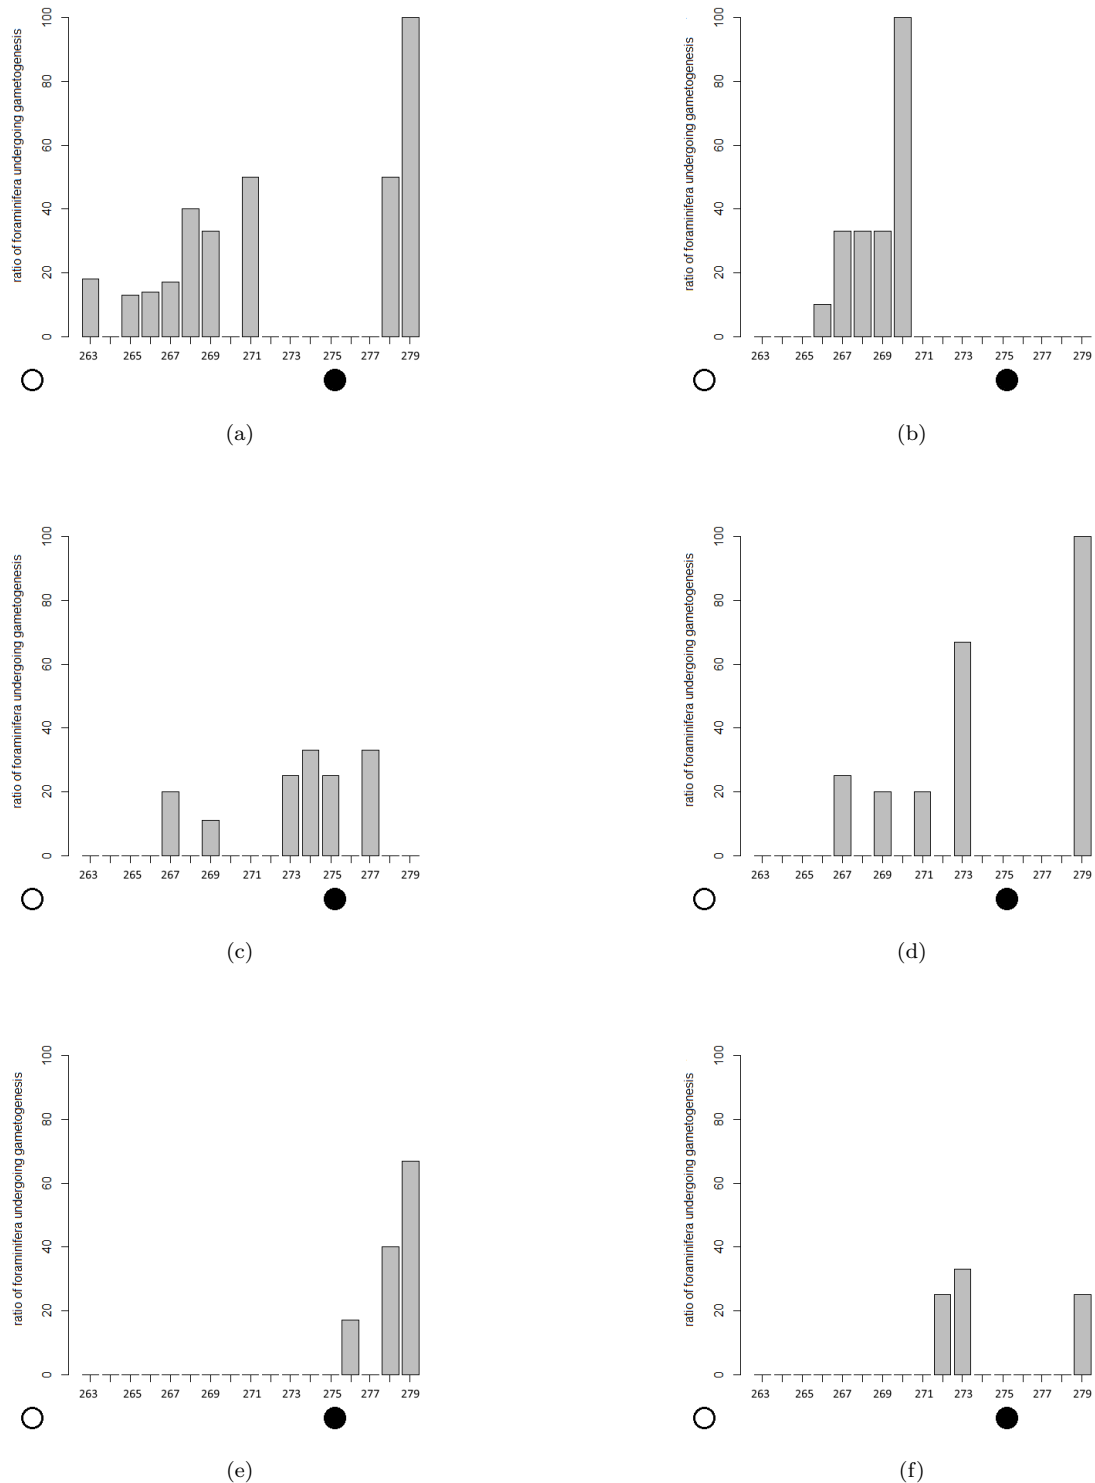 ratio of foraminifera undergoing gametogenesis
0 20 40 60 80 100
263 265 267 269 271 273 275 277 279
(a)
ratio of foraminifera undergoing gametogenesis
0 20 40 60 80 100
263 265 267 269 271 273 275 277 279
(b)
ratio of foraminifera undergoing gametogenesis
0 20 40 60 80 100
263 265 267 269 271 273 275 277 279
(c)
ratio of foraminifera undergoing gametogenesis
0 20 40 60 80 100
263 265 267 269 271 273 275 277 279
(d)
ratio of foraminifera undergoing gametogenesis
0 20 40 60 80 100
263 265 267 269 271 273 275 277 279
(e)
ratio of foraminifera undergoing gametogenesis
0 20 40 60 80 100
263 265 267 269 271 273 275 277 279
(f)